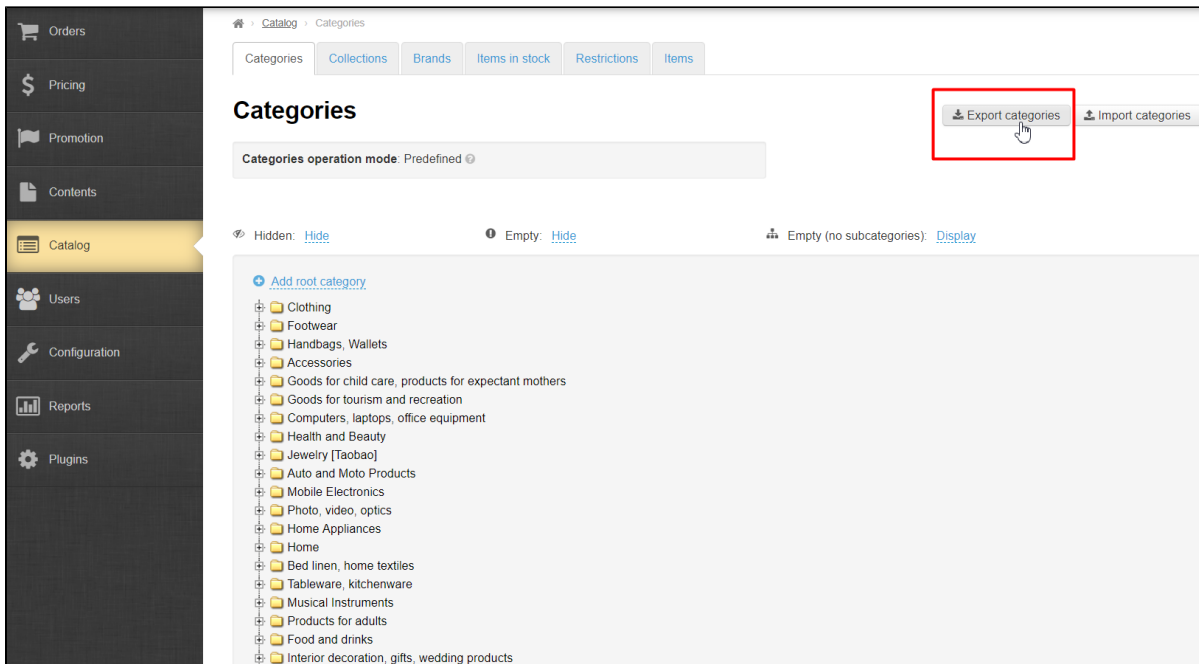 Orders
Pricing
Promotion
Contents
Catalog
Users
Configuration
Reports
Plugins
Catalog Categories
Categories Collections Brands Items in stock Restrictions Items
Categories
Export categories Import categories
Categories operation mode: Predefined
Hidden: Hide Empty: Hide Empty (no subcategories): Display
Add root category
Clothing
Footwear
Handbags, Wallets
Accessories
Goods for child care, products for expectant mothers
Goods for tourism and recreation
Computers, laptops, office equipment
Health and Beauty
Jewelry [Taobao]
Auto and Moto Products
Mobile Electronics
Photo, video, optics
Home Appliances
Home
Bed linen, home textiles
Tableware, kitchenware
Musical Instruments
Products for adults
Food and drinks
Interior decoration, gifts, wedding products